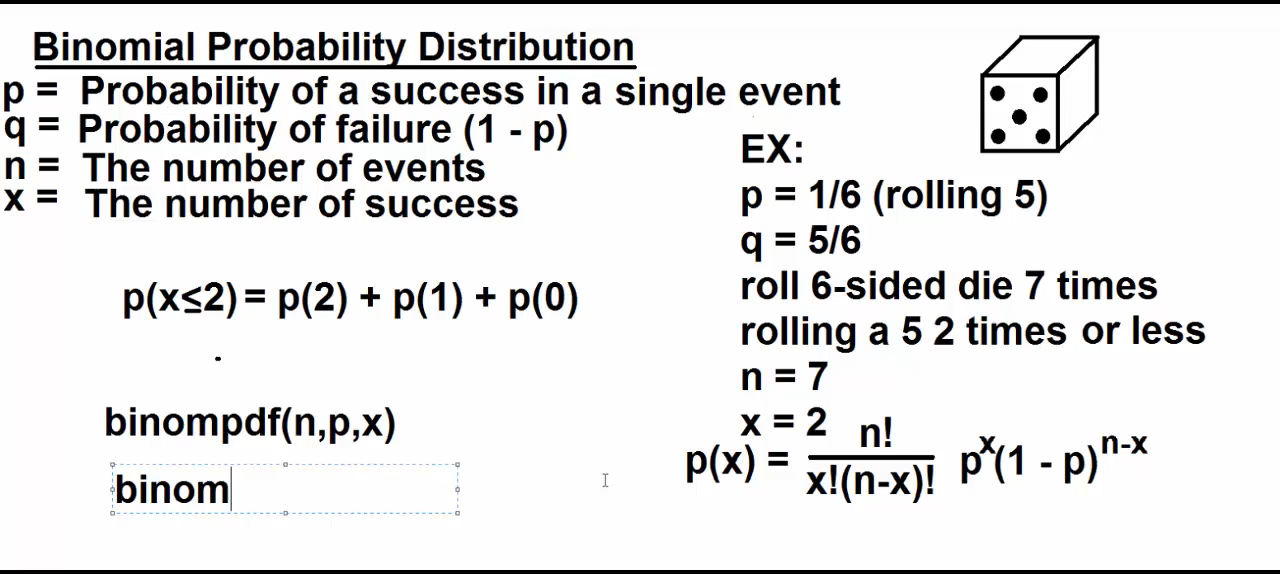 Binomial Probability Distribution
p = Probability of a success in a single event
q = Probability of failure (1 - p)
n = The number of events
x = The number of success
p(x≤2) = p(2) + p(1) + p(0)
binompdf(n,p,x)
binom
EX:
p = 1/6 (rolling 5)
q = 5/6
roll 6-sided die 7 times
rolling a 5 2 times or less
n = 7
x = 2
p(x) = n!/x!(n-x)! p^x(1 - p)^n-x